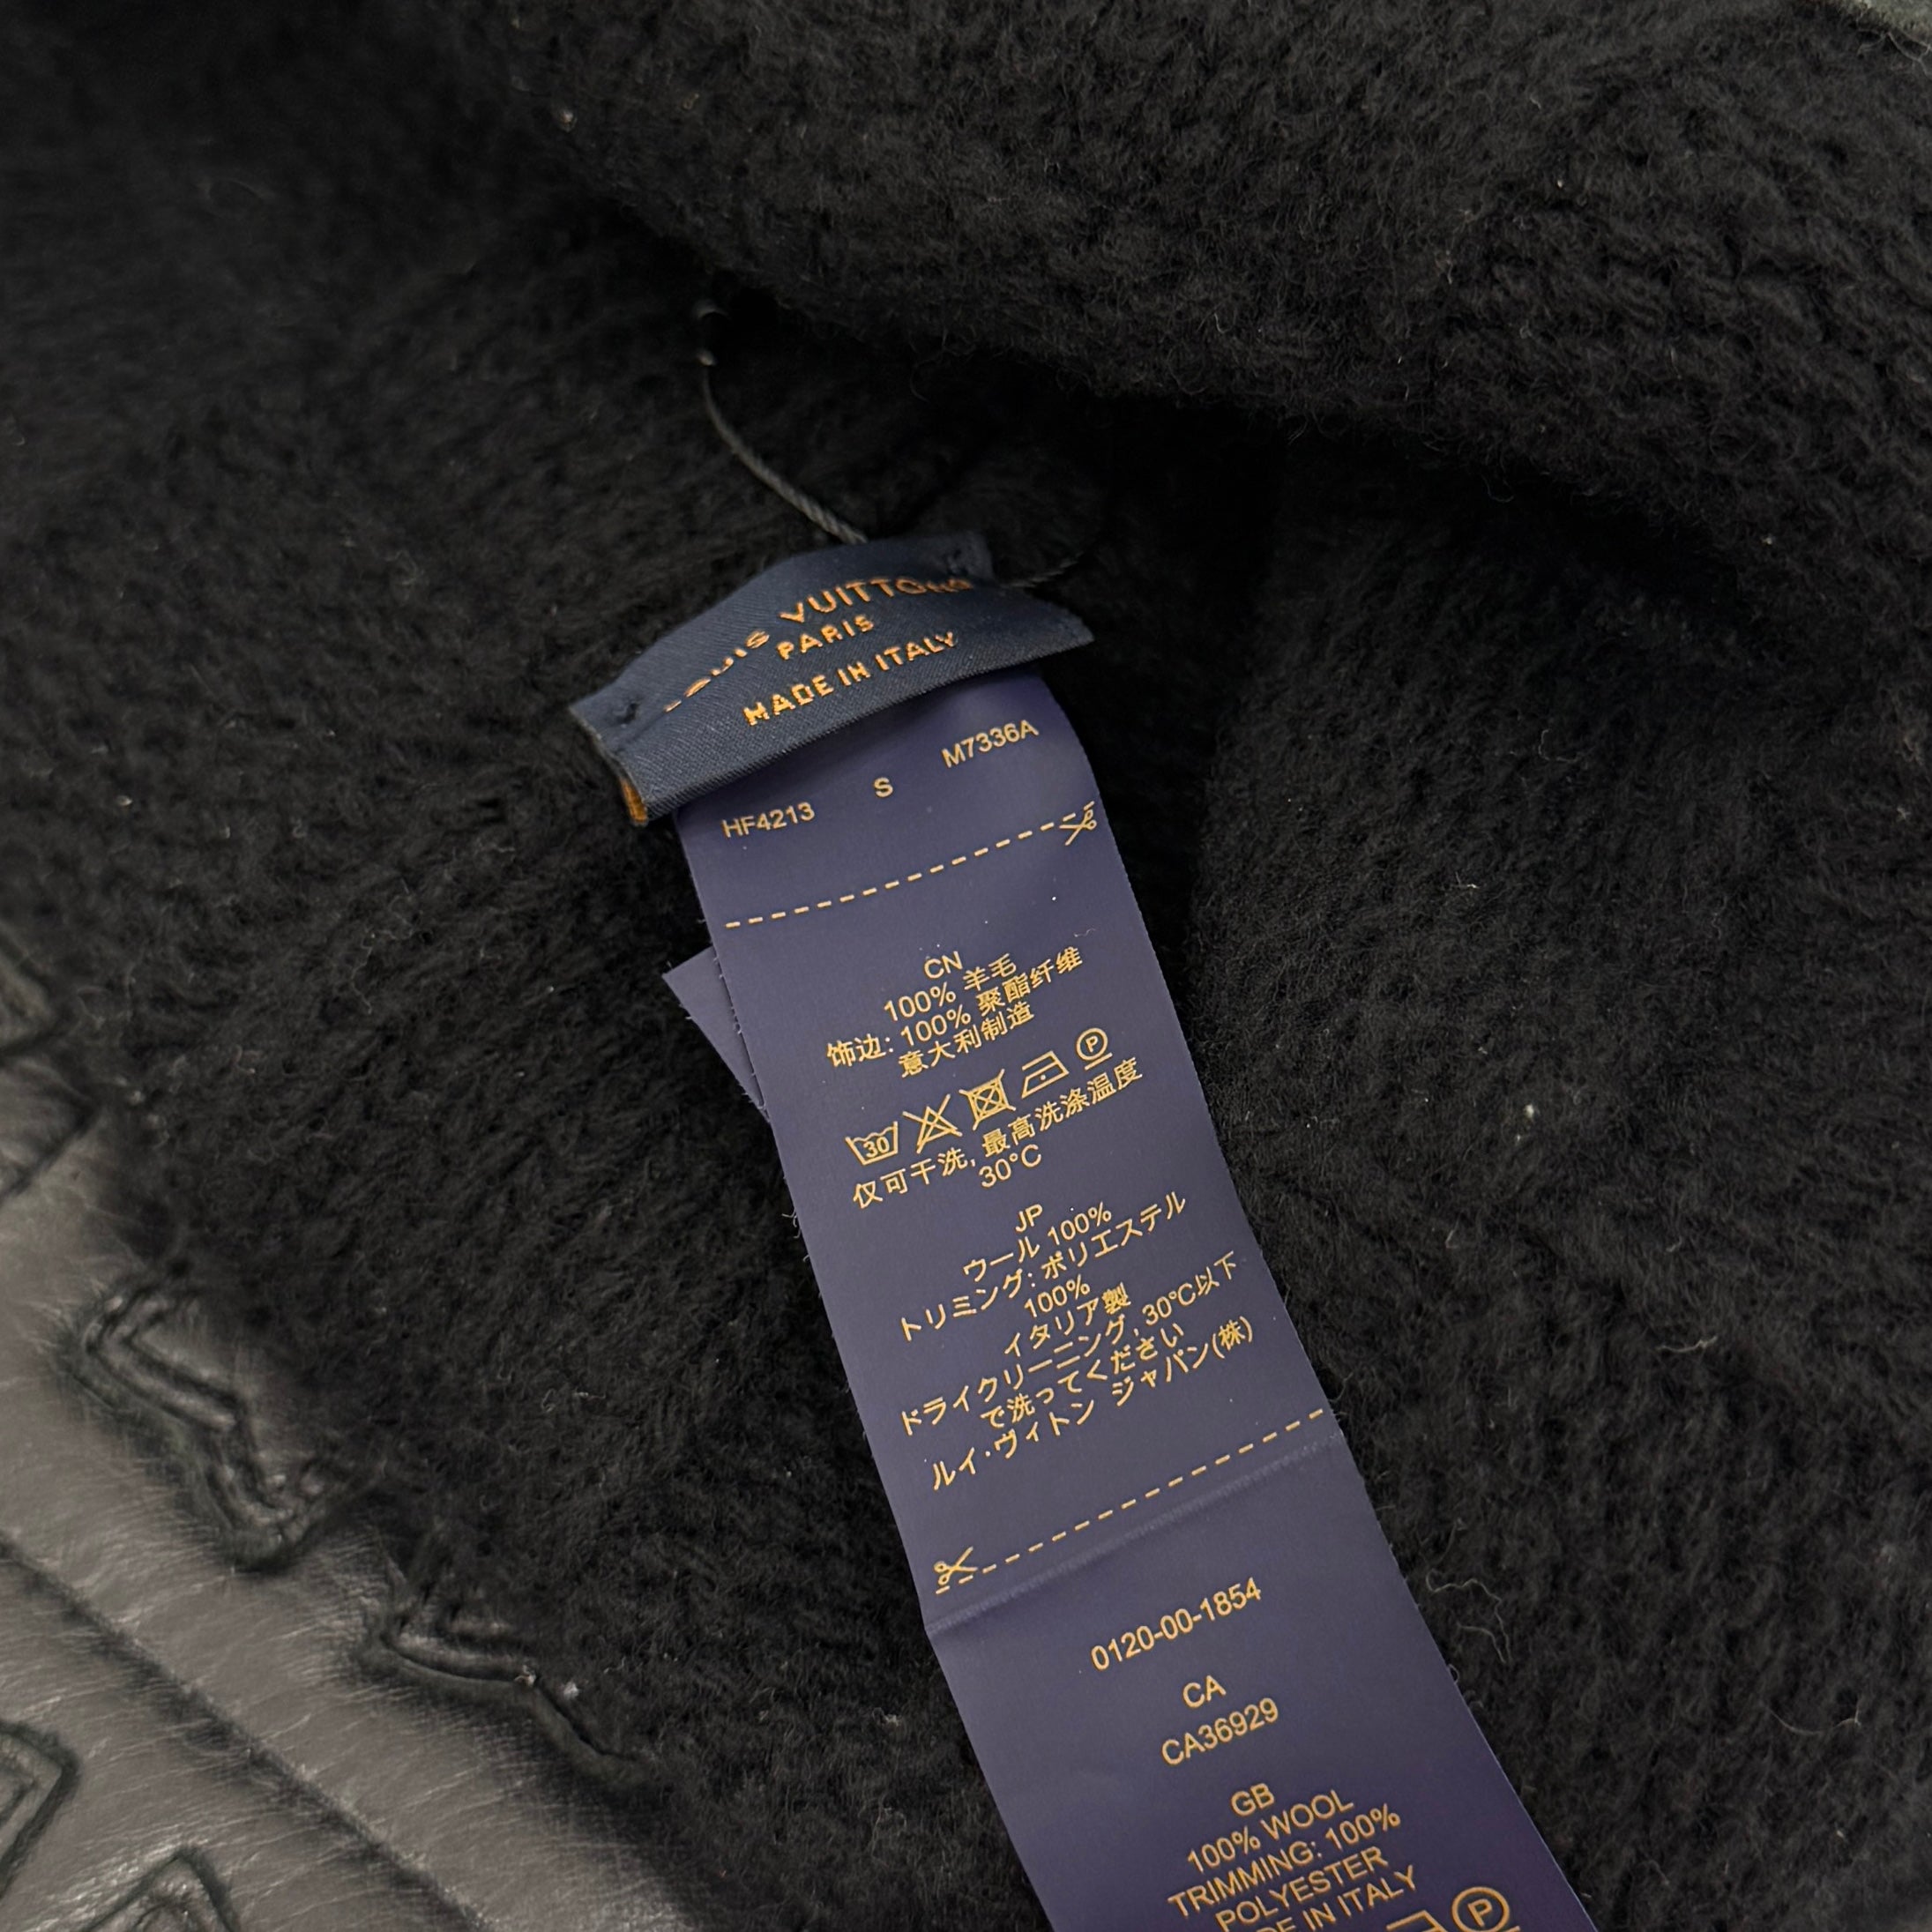 LOUIS VUITTON
PARIS
MADE IN ITALY
HF4213 S M7336A
CN
100% 羊毛
饰边: 100% 聚酯纤维
意大利制造
30 P
仅可干洗, 最高洗涤温度
30°C
JP
ウール 100%
トリミング: ポリエステル
100%
イタリア製
ドライクリーニング, 30°C以下
で洗ってください
ルイ·ヴィトン ジャパン(株)
0120-00-1854
CA
CA36929
GB
100% WOOL
TRIMMING: 100%
POLYESTER
IN ITALY
P